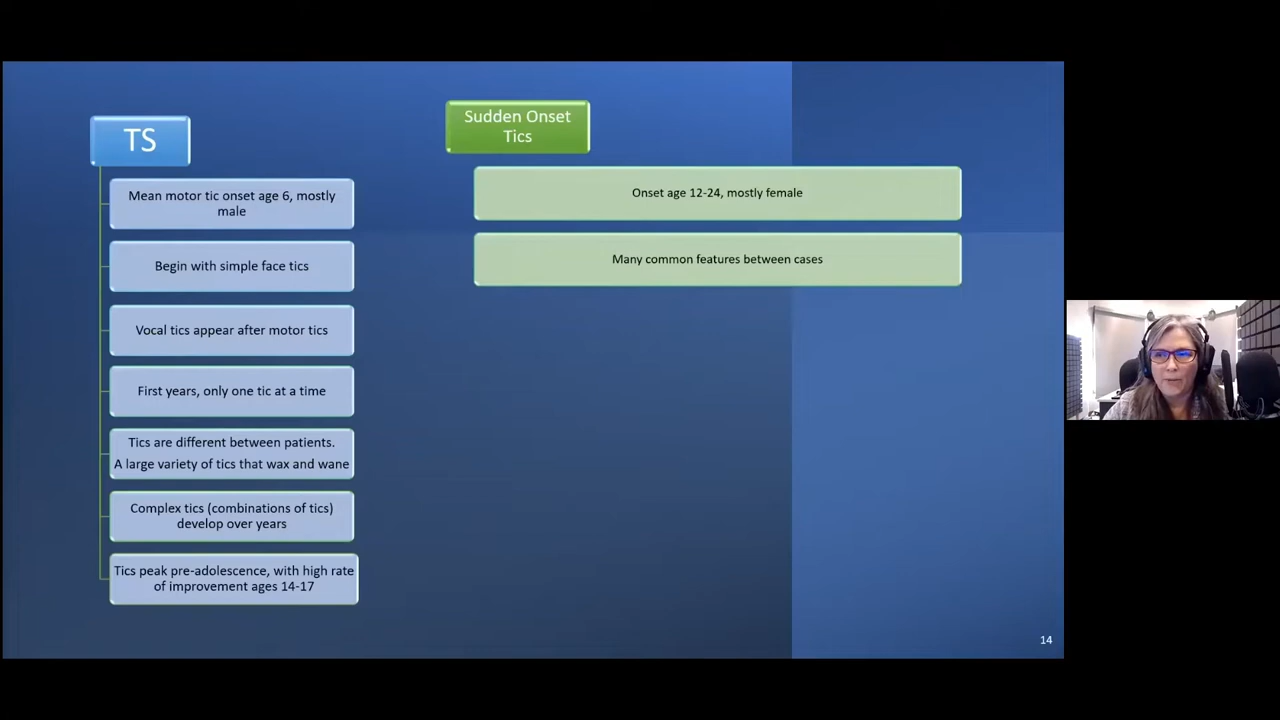 TS
Mean motor tic onset age 6, mostly
male
Begin with simple face tics
Vocal tics appear after motor tics
First years, only one tic at a time
Tics are different between patients.
A large variety of tics that wax and wane
Complex tics (combinations of tics)
develop over years
Tics peak pre-adolescence, with high rate
of improvement ages 14-17
Sudden Onset
Tics
Onset age 12-24, mostly female
Many common features between cases
14